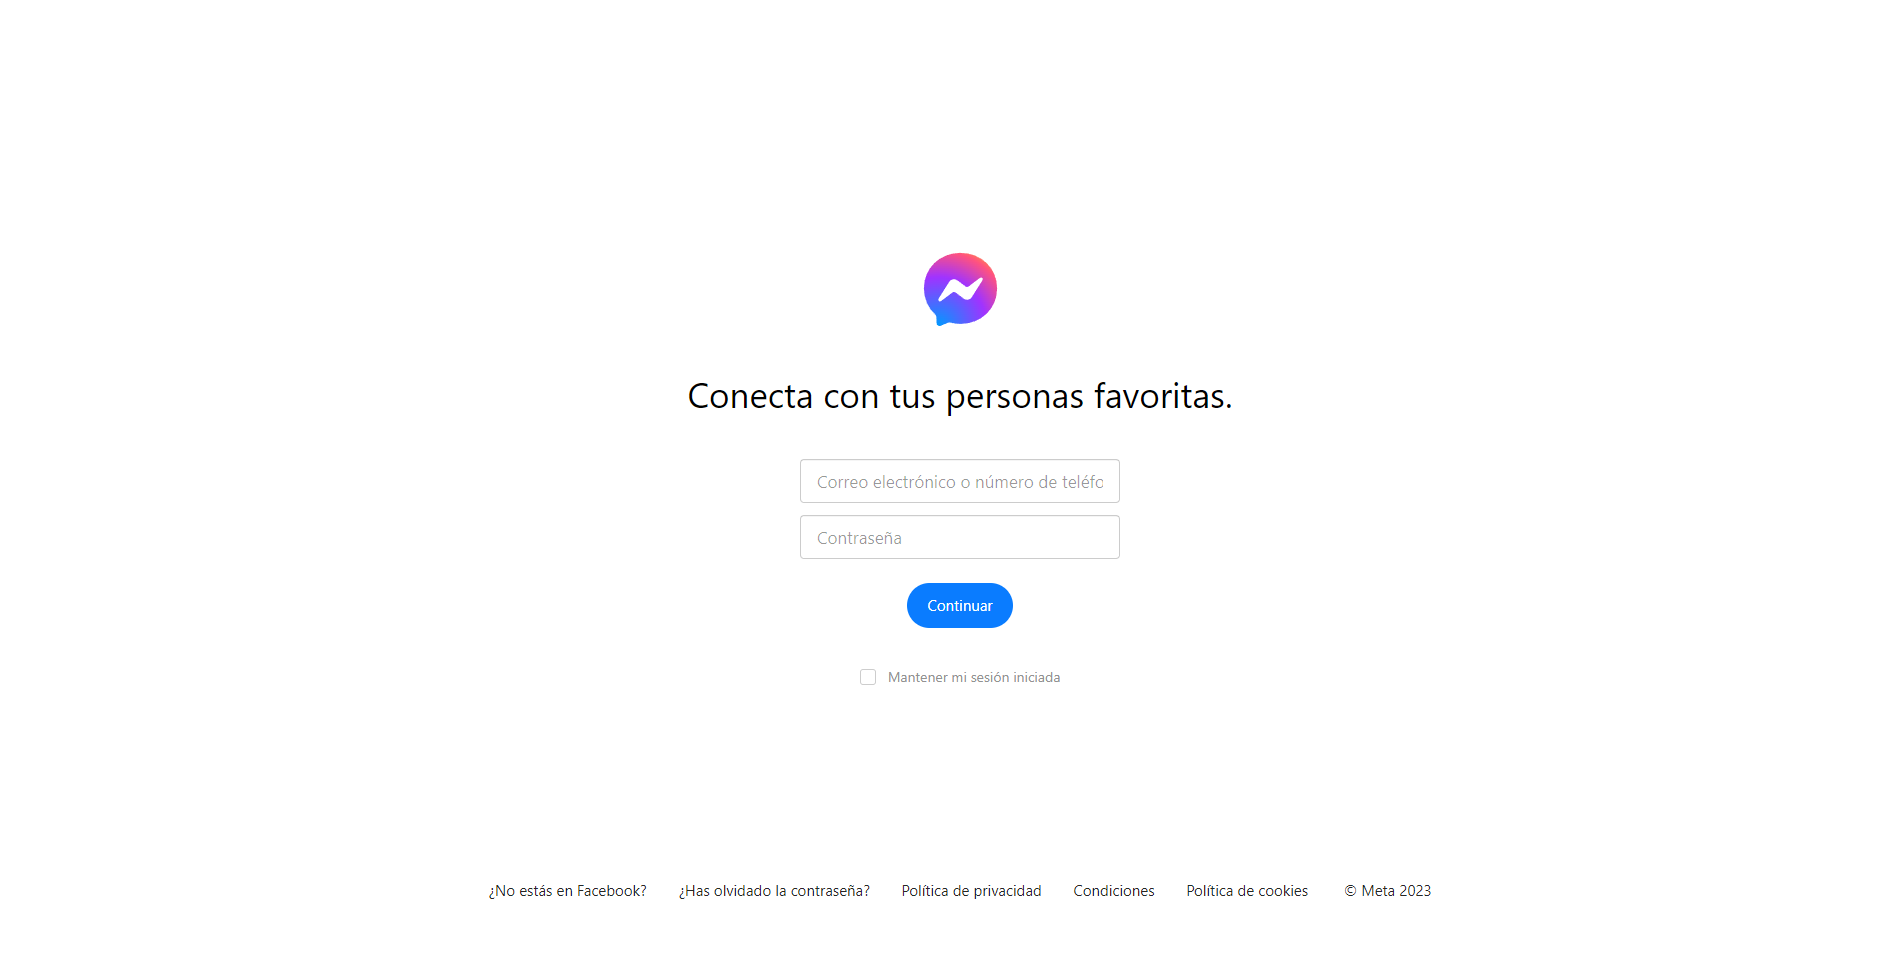 Conecta con tus personas favoritas.
Correo electrónico o número de teléfo
Contraseña
Continuar
Mantener mi sesión iniciada
¿No estás en Facebook? ¿Has olvidado la contraseña? Política de privacidad Condiciones Política de cookies © Meta 2023